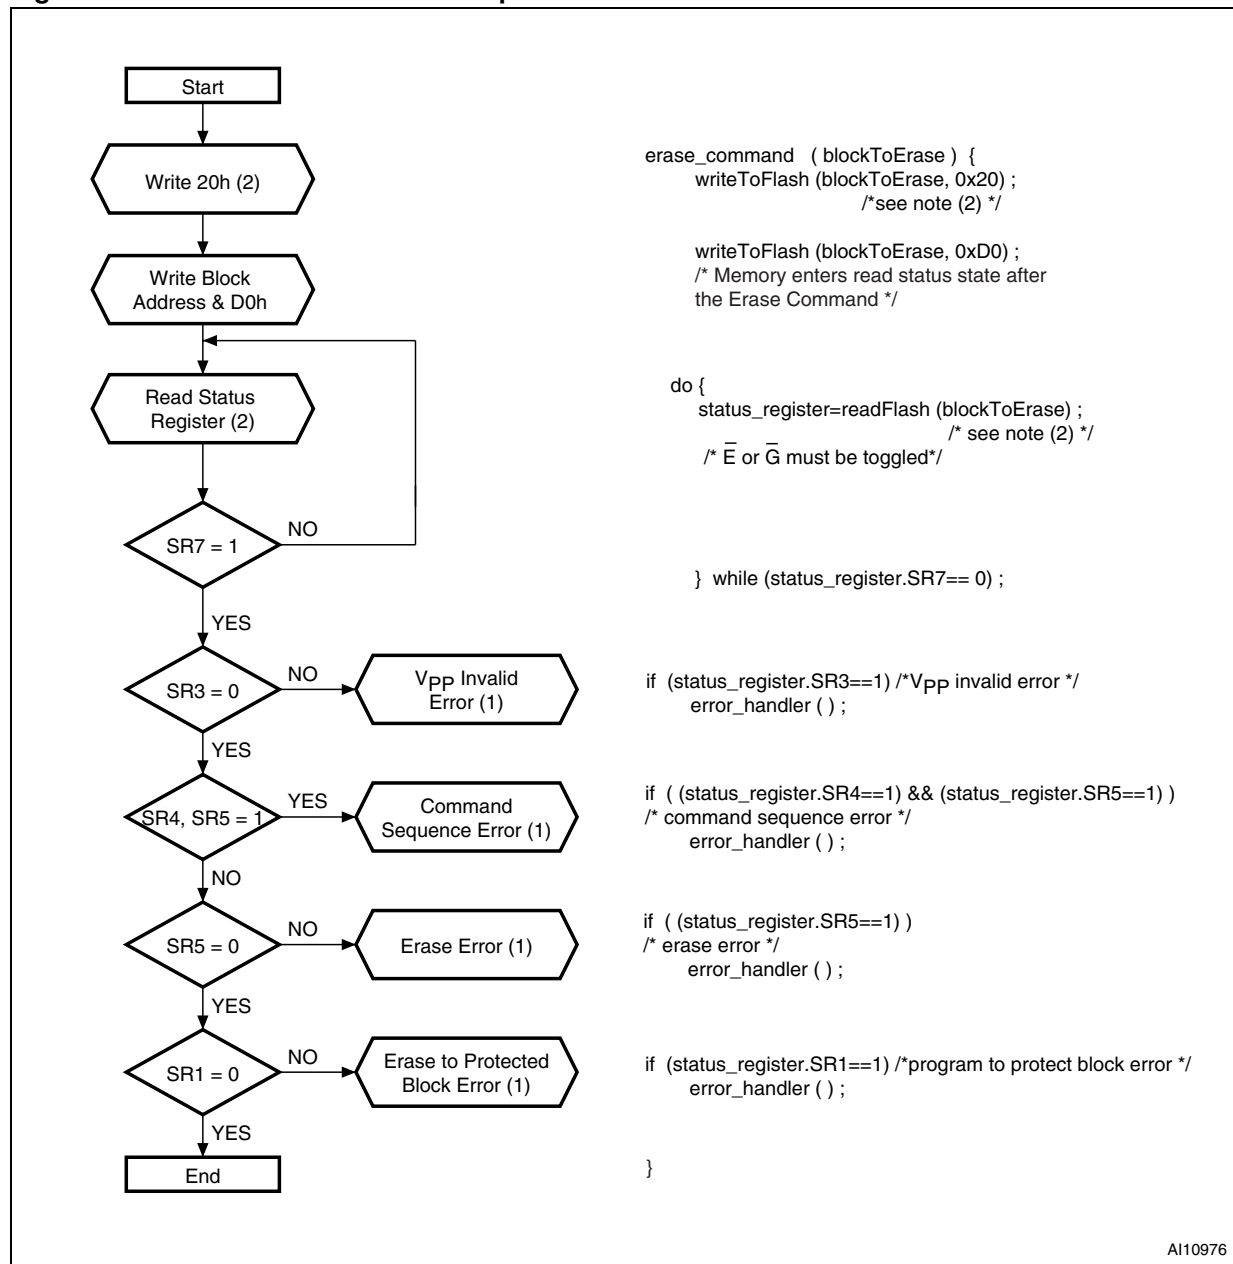 Start
Write 20h (2)
Write Block
Address & D0h
Read Status
Register (2)
SR7 = 1
NO
YES
SR3 = 0
NO
VPP Invalid
Error (1)
YES
SR4, SR5 = 1
YES
Command
Sequence Error (1)
NO
SR5 = 0
NO
Erase Error (1)
YES
SR1 = 0
NO
Erase to Protected
Block Error (1)
YES
End
erase_command ( blockToErase ) {
writeToFlash (blockToErase, 0x20) ;
/*see note (2) */
writeToFlash (blockToErase, 0xD0) ;
/* Memory enters read status state after
the Erase Command */
do {
status_register=readFlash (blockToErase) ;
/* see note (2) */
/* E̅ or G̅ must be toggled*/
} while (status_register.SR7== 0) ;
if (status_register.SR3==1) /*VPP invalid error */
error_handler ( ) ;
if ( (status_register.SR4==1) && (status_register.SR5==1) )
/* command sequence error */
error_handler ( ) ;
if ( (status_register.SR5==1) )
/* erase error */
error_handler ( ) ;
if (status_register.SR1==1) /*program to protect block error */
error_handler ( ) ;
}
AI10976